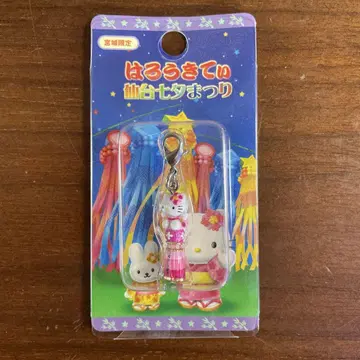 宮城限定
はろうきてぃ
仙台七夕まつり